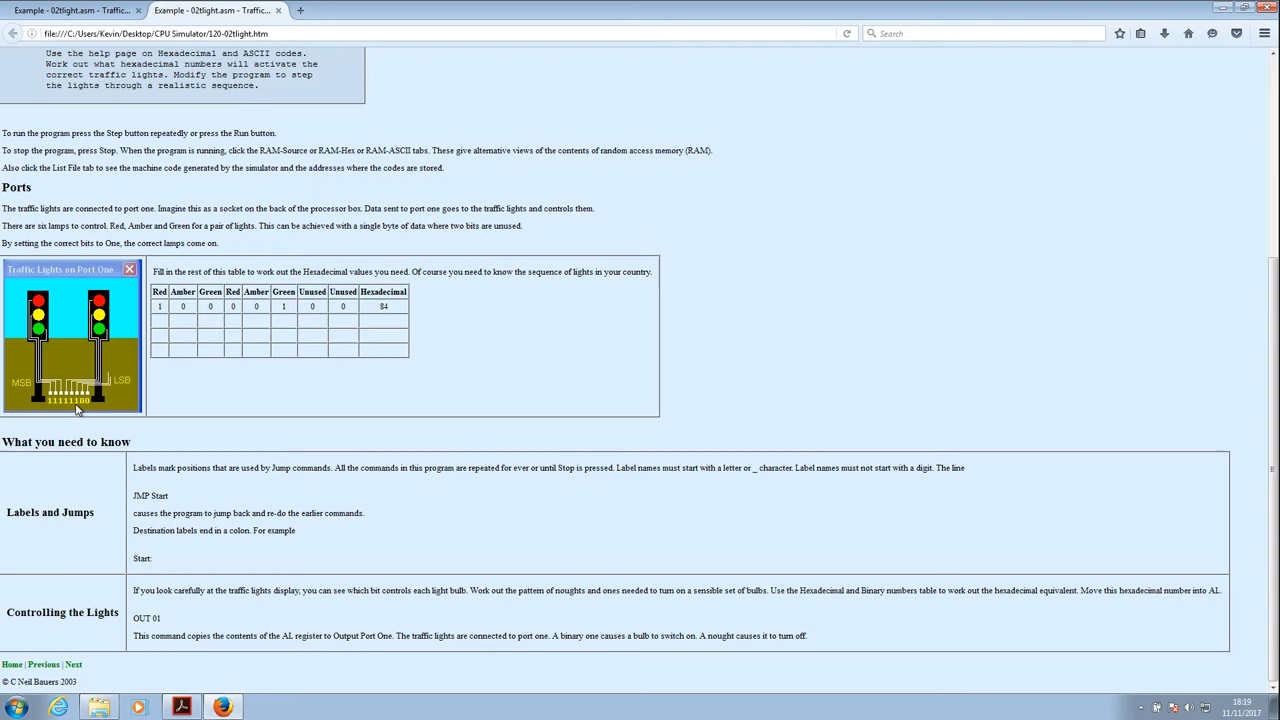 Example - 02tlight.asm - Traffic...
Example - 02tlight.asm - Traffic...
file:///C:/Users/Kevin/Desktop/CPU Simulator/120-02tlight.htm
Search
Use the help page on Hexadecimal and ASCII codes.
Work out what hexadecimal numbers will activate the
correct traffic lights. Modify the program to step
the lights through a realistic sequence.
To run the program press the Step button repeatedly or press the Run button.
To stop the program, press Stop. When the program is running, click the RAM-Source or RAM-Hex or RAM-ASCII tabs. These give alternative views of the contents of random access memory (RAM).
Also click the List File tab to see the machine code generated by the simulator and the addresses where the codes are stored.
Ports
The traffic lights are connected to port one. Imagine this as a socket on the back of the processor box. Data sent to port one goes to the traffic lights and controls them.
There are six lamps to control. Red, Amber and Green for a pair of lights. This can be achieved with a single byte of data where two bits are unused.
By setting the correct bits to One, the correct lamps come on.
Traffic Lights on Port One
MSB
LSB
11111100
Fill in the rest of this table to work out the Hexadecimal values you need. Of course you need to know the sequence of lights in your country.
Red Amber Green Red Amber Green Unused Unused Hexadecimal
1 0 0 0 0 1 0 0 84
What you need to know
Labels and Jumps
Labels mark positions that are used by Jump commands. All the commands in this program are repeated for ever or until Stop is pressed. Label names must start with a letter or _ character. Label names must not start with a digit. The line
JMP Start
causes the program to jump back and re-do the earlier commands.
Destination labels end in a colon. For example
Start:
Controlling the Lights
If you look carefully at the traffic lights display, you can see which bit controls each light bulb. Work out the pattern of noughts and ones needed to turn on a sensible set of bulbs. Use the Hexadecimal and Binary numbers table to work out the hexadecimal equivalent. Move this hexadecimal number into AL.
OUT 01
This command copies the contents of the AL register to Output Port One. The traffic lights are connected to port one. A binary one causes a bulb to switch on. A nought causes it to turn off.
Home | Previous | Next
© C Neil Bauers 2003
18:19
11/11/2017